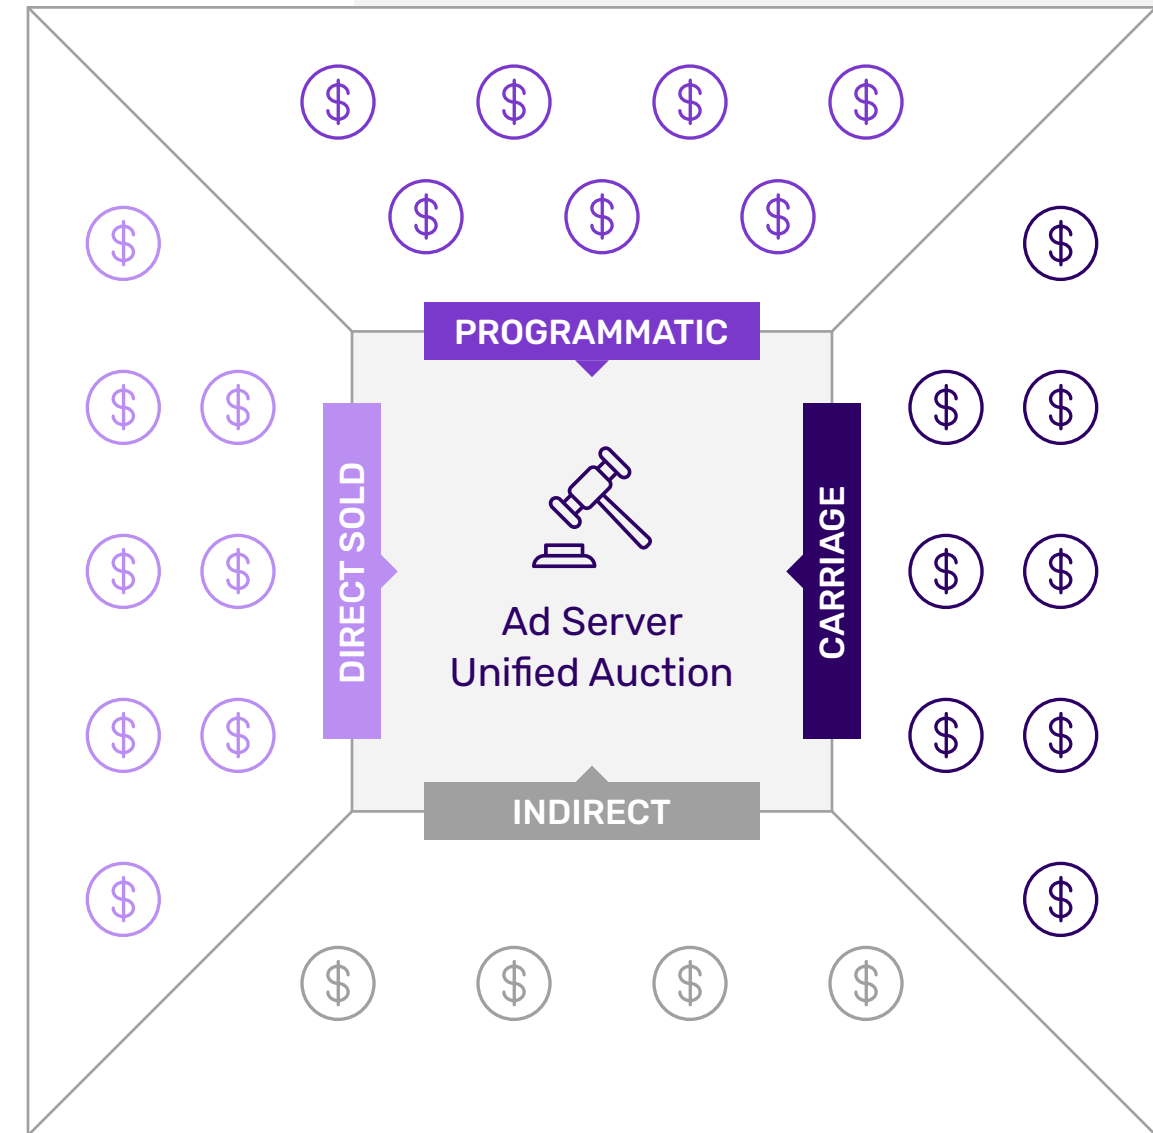 PROGRAMMATIC
DIRECT SOLD
CARRIAGE
Ad Server
Unified Auction
INDIRECT